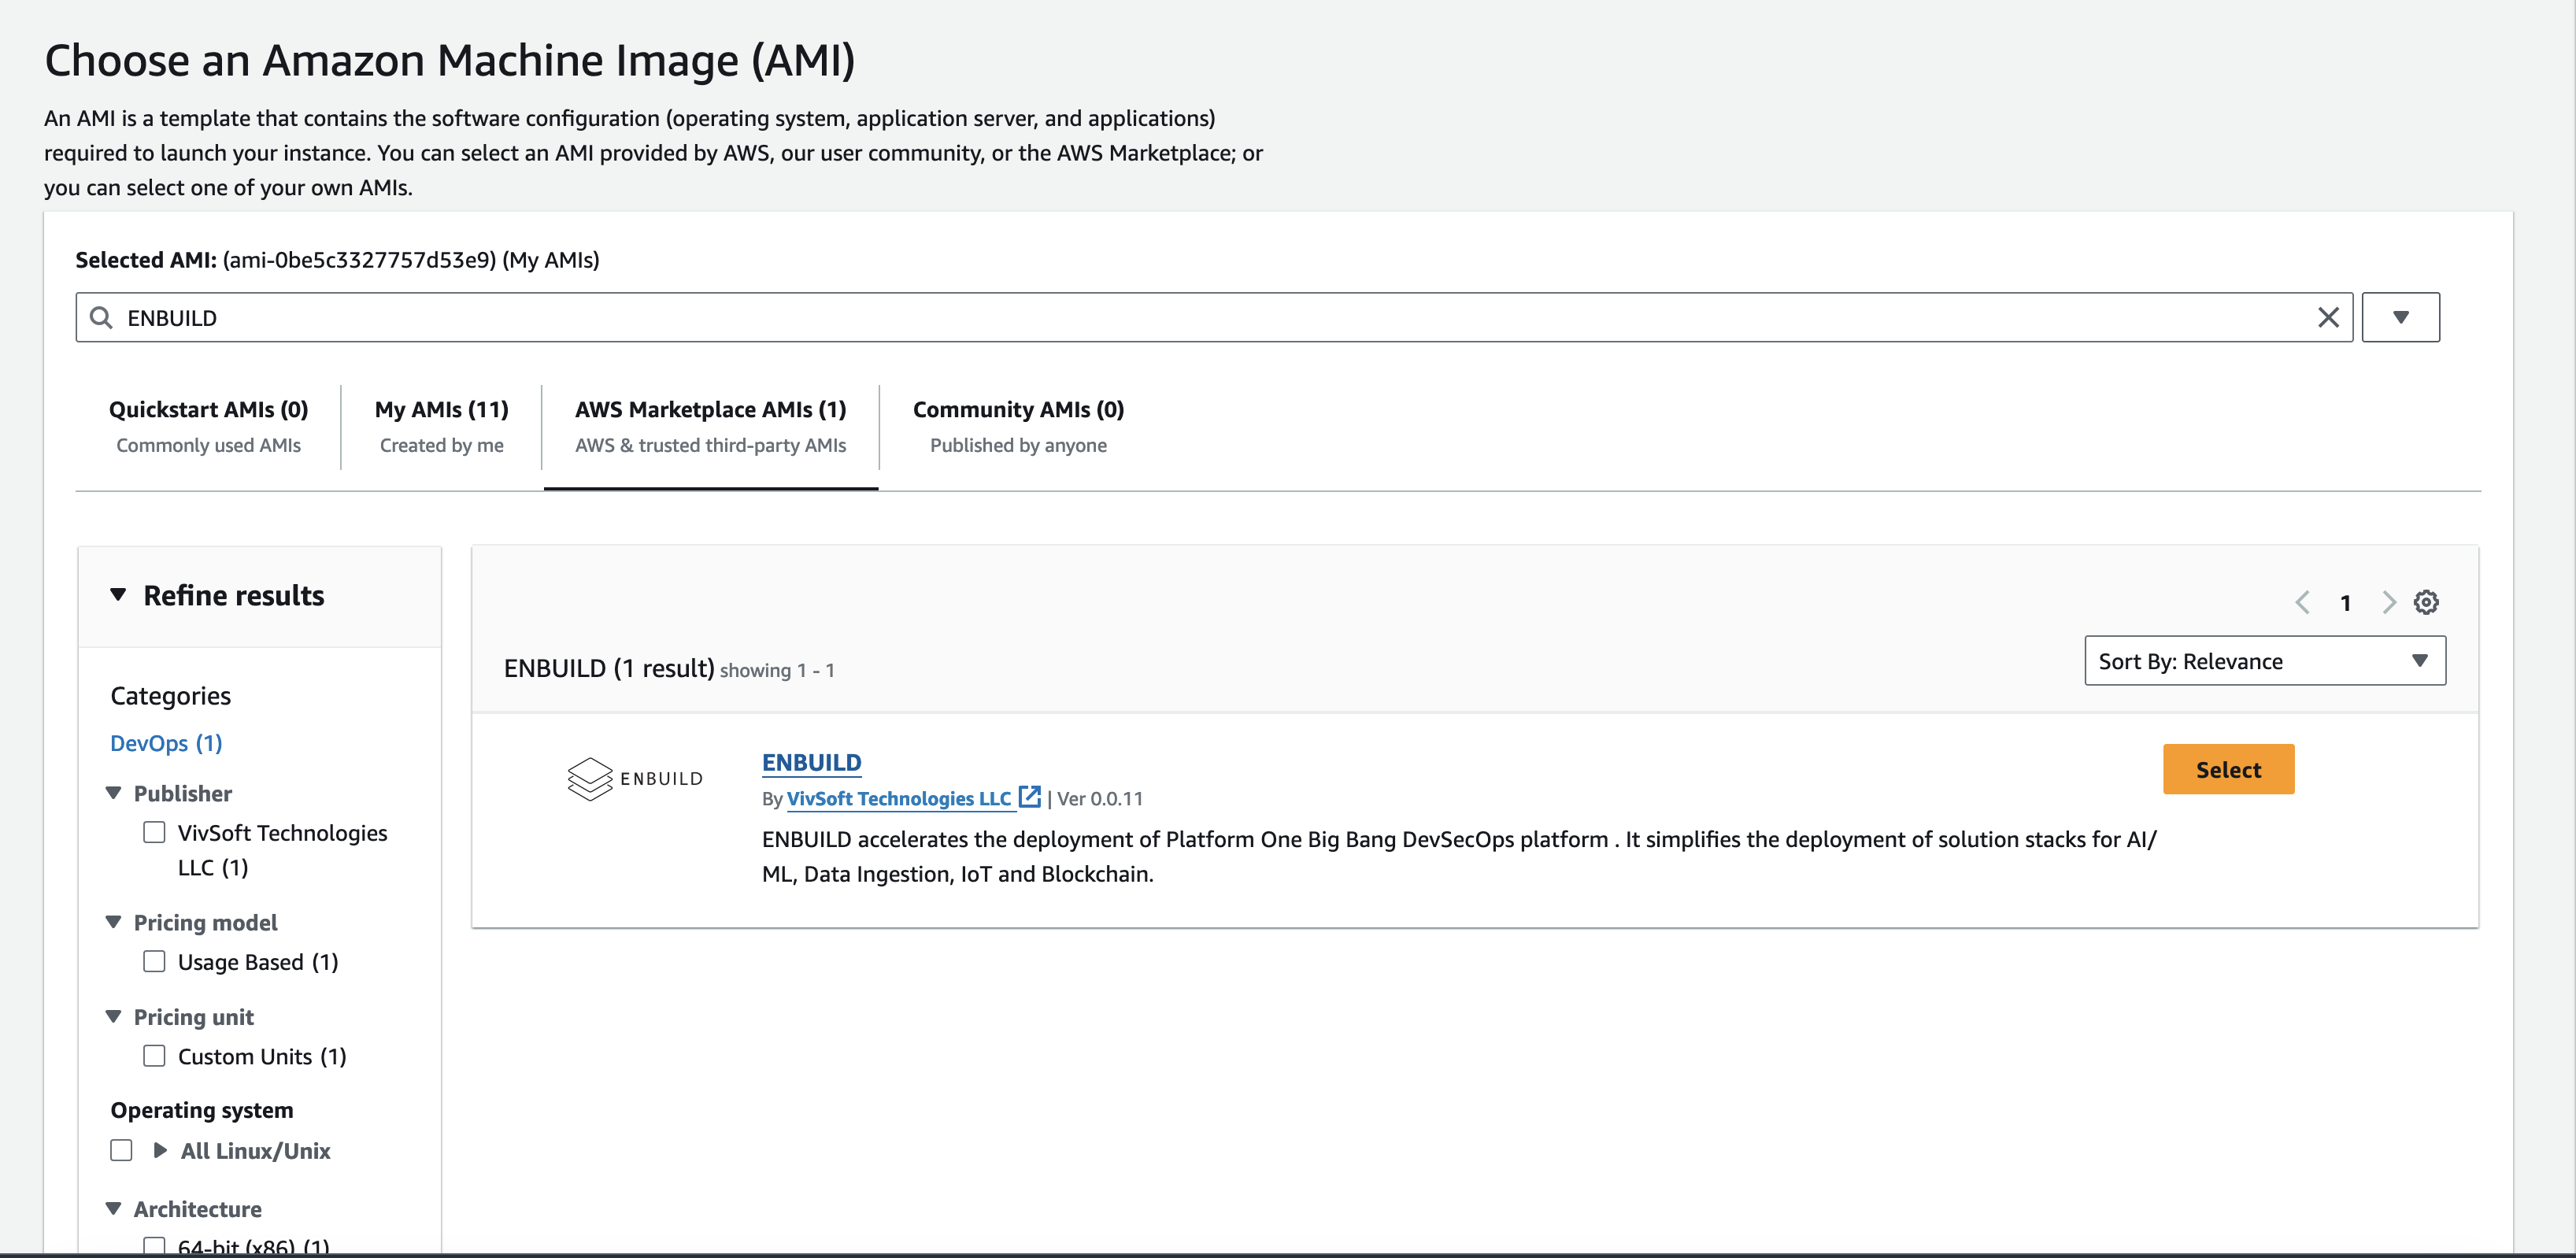 Choose an Amazon Machine Image (AMI)
An AMI is a template that contains the software configuration (operating system, application server, and applications)
required to launch your instance. You can select an AMI provided by AWS, our user community, or the AWS Marketplace; or
you can select one of your own AMIs.
Selected AMI: (ami-0be5c3327757d53e9) (My AMIs)
ENBUILD
Quickstart AMIs (0)
Commonly used AMIs
My AMIs (11)
Created by me
AWS Marketplace AMIs (1)
AWS & trusted third-party AMIs
Community AMIs (0)
Published by anyone
Refine results
Categories
DevOps (1)
Publisher
VivSoft Technologies
LLC (1)
Pricing model
Usage Based (1)
Pricing unit
Custom Units (1)
Operating system
All Linux/Unix
Architecture
64-bit (x86) (1)
1
ENBUILD (1 result) showing 1 - 1
Sort By: Relevance
ENBUILD
ENBUILD
By VivSoft Technologies LLC | Ver 0.0.11
ENBUILD accelerates the deployment of Platform One Big Bang DevSecOps platform . It simplifies the deployment of solution stacks for AI/
ML, Data Ingestion, IoT and Blockchain.
Select